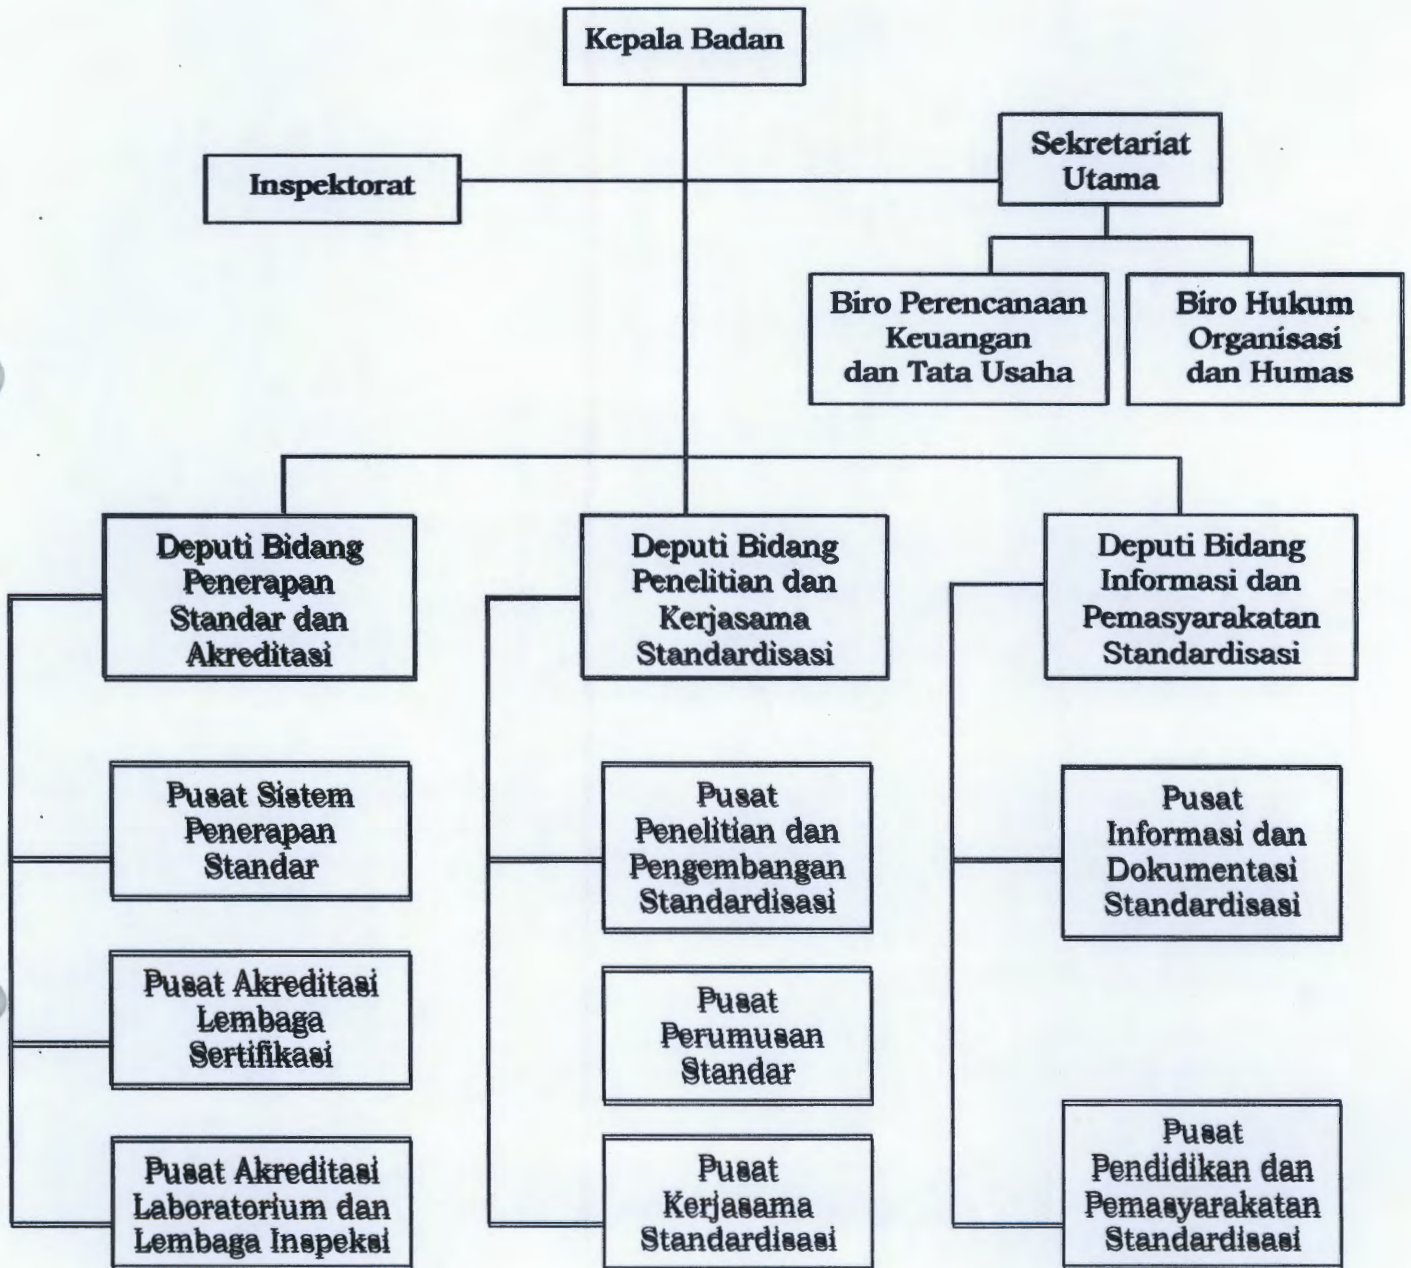 Kepala Badan
Inspektorat
Sekretariat
Utama
Biro Perencanaan
Keuangan
dan Tata Usaha
Biro Hukum
Organisasi
dan Humas
Deputi Bidang
Penerapan
Standar dan
Akreditasi
Deputi Bidang
Penelitian dan
Kerjasama
Standardisasi
Deputi Bidang
Informasi dan
Pemasyarakatan
Standardisasi
Pusat Sistem
Penerapan
Standar
Pusat Akreditasi
Lembaga
Sertifikasi
Pusat Akreditasi
Laboratorium dan
Lembaga Inspeksi
Pusat
Penelitian dan
Pengembangan
Standardisasi
Pusat
Perumusan
Standar
Pusat
Kerjasama
Standardisasi
Pusat
Informasi dan
Dokumentasi
Standardisasi
Pusat
Pendidikan dan
Pemasyarakatan
Standardisasi